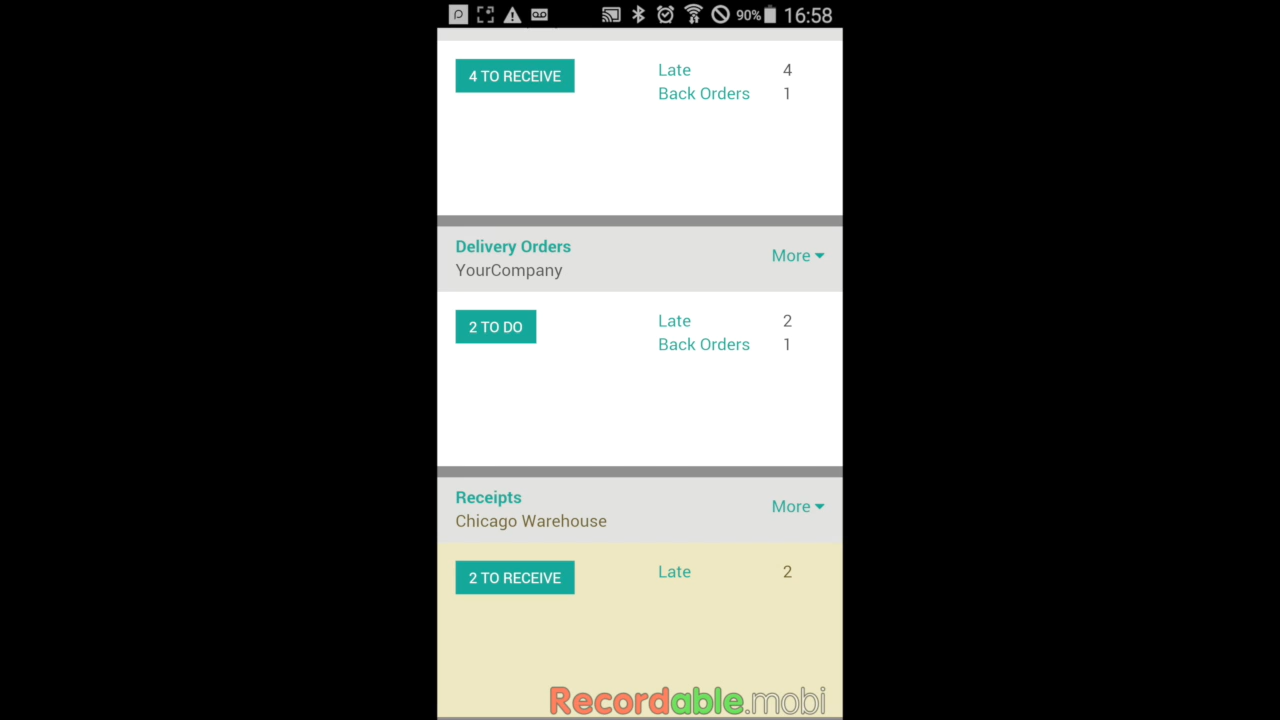 90% 16:58
4 TO RECEIVE Late 4
Back Orders 1
Delivery Orders
More
YourCompany
2 TO DO Late 2
Back Orders 1
Receipts
More
Chicago Warehouse
2 TO RECEIVE Late 2
Recordable.mobi